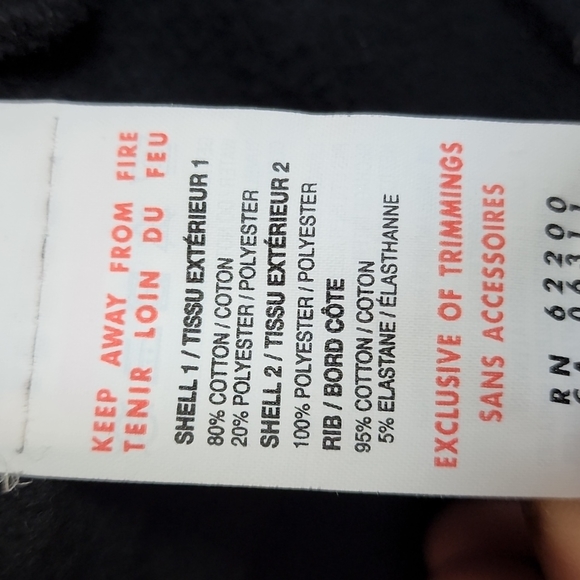 KEEP AWAY FROM FIRE
TENIR LOIN DU FEU
SHELL 1 / TISSU EXTÉRIEUR 1
80% COTTON / COTON
20% POLYESTER / POLYESTER
SHELL 2 / TISSU EXTÉRIEUR 2
100% POLYESTER / POLYESTER
RIB / BORD CÔTE
95% COTTON / COTON
5% ELASTANE / ÉLASTHANNE
EXCLUSIVE OF TRIMMINGS
SANS ACCESSOIRES
RN 62200